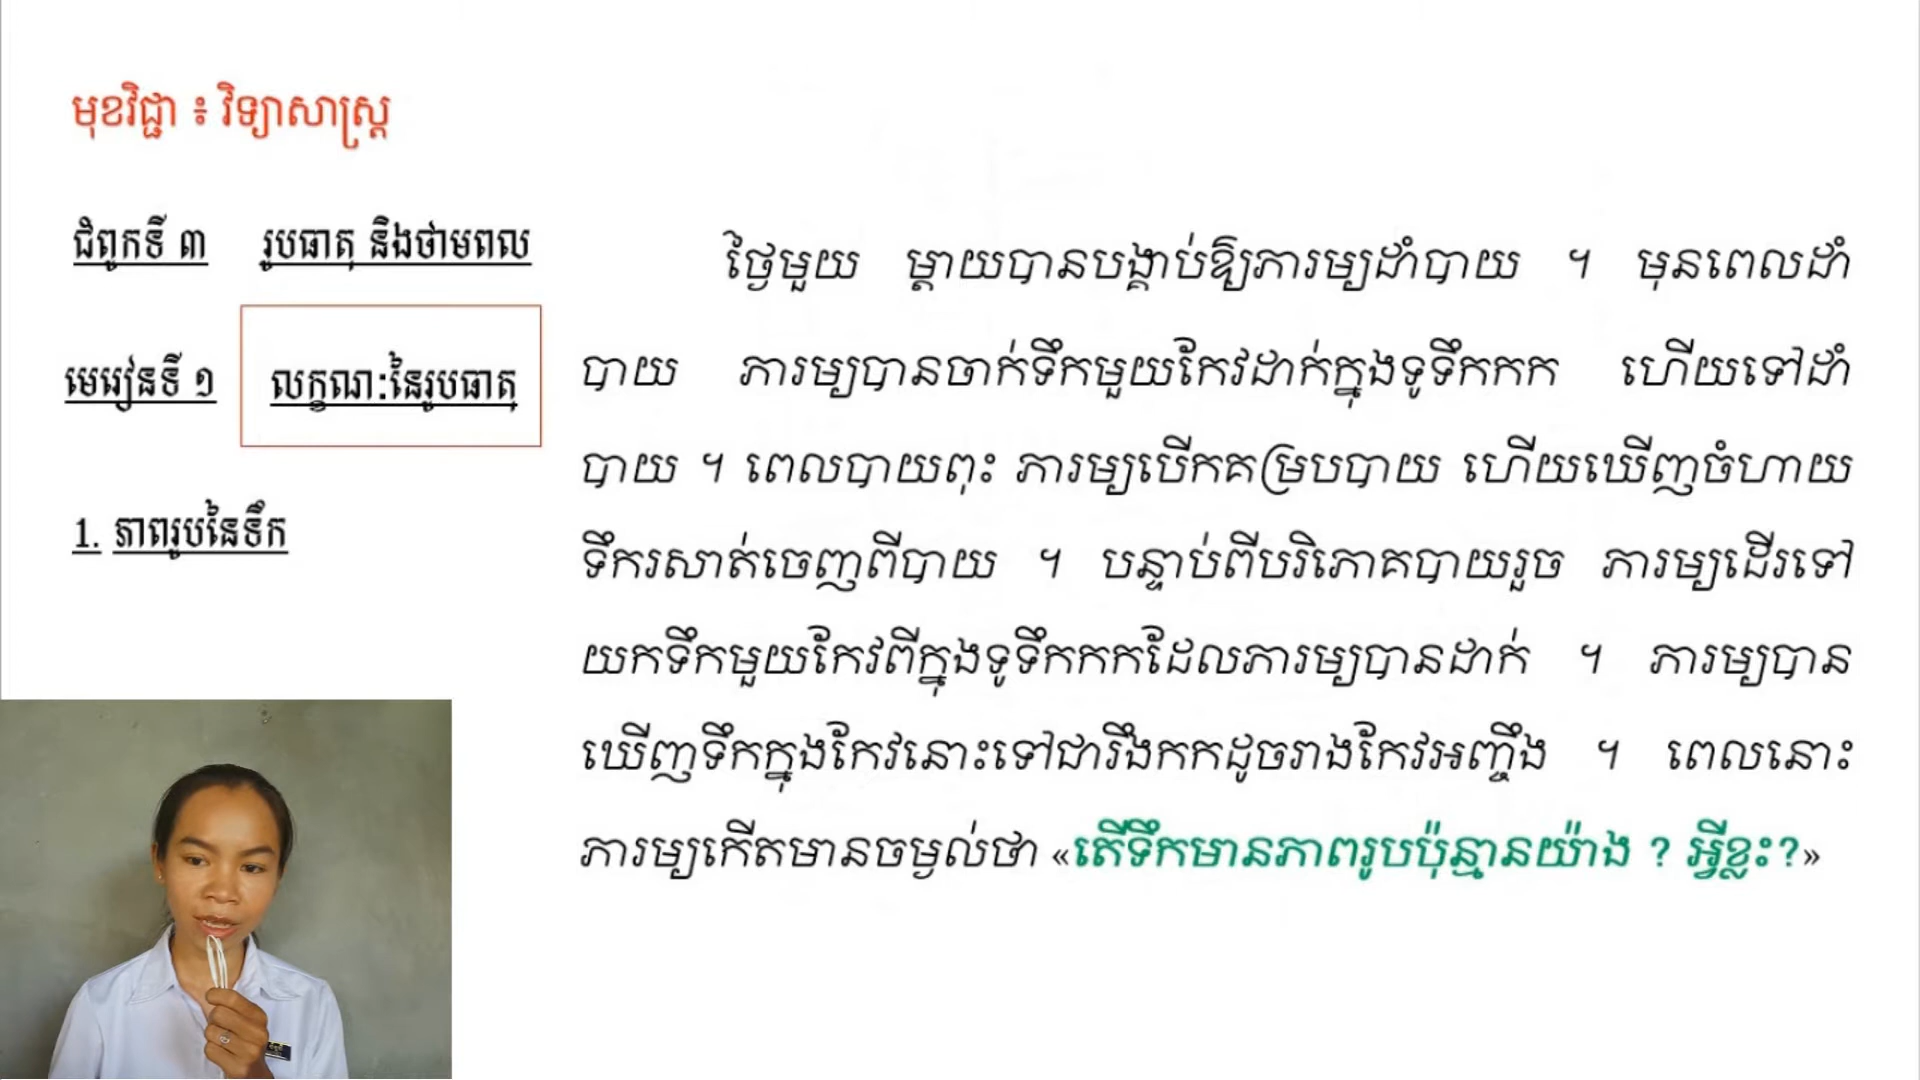 មុខវិជ្ជា ៖ វិទ្យាសាស្ត្រ
ជំពូកទី ៣ រូបធាតុ និងថាមពល
មេរៀនទី ១ លក្ខណៈនៃរូបធាតុ
1. ភាពរូបនៃទឹក
ថ្ងៃមួយ ម្តាយបានបង្គាប់ឱ្យភារម្យដាំបាយ ។ មុនពេលដាំ
បាយ ភារម្យបានចាក់ទឹកមួយកែវដាក់ក្នុងទូទឹកកក ហើយទៅដាំ
បាយ ។ ពេលបាយពុះ ភារម្យបើកគម្របបាយ ហើយឃើញចំហាយ
ទឹករសាត់ចេញពីបាយ ។ បន្ទាប់ពីបរិភោគបាយរួច ភារម្យដើរទៅ
យកទឹកមួយកែវពីក្នុងទូទឹកកកដែលភារម្យបានដាក់ ។ ភារម្យបាន
ឃើញទឹកក្នុងកែវនោះទៅជារឹងកកដូចរាងកែវអញ្ចឹង ។ ពេលនោះ
ភារម្យកើតមានចម្ងល់ថា «តើទឹកមានភាពរូបប៉ុន្មានយ៉ាង ? អ្វីខ្លះ?»